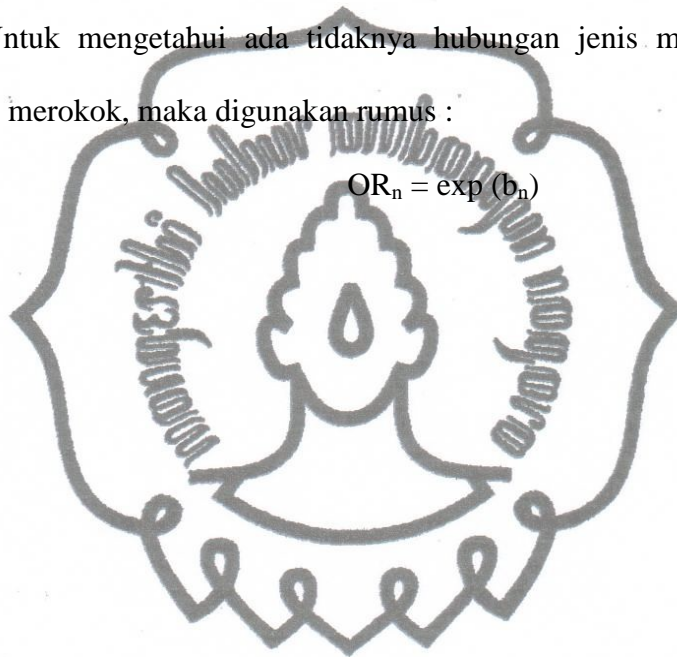 Untuk mengetahui ada tidaknya hubungan jenis m
merokok, maka digunakan rumus :
ORₙ = exp (bₙ)